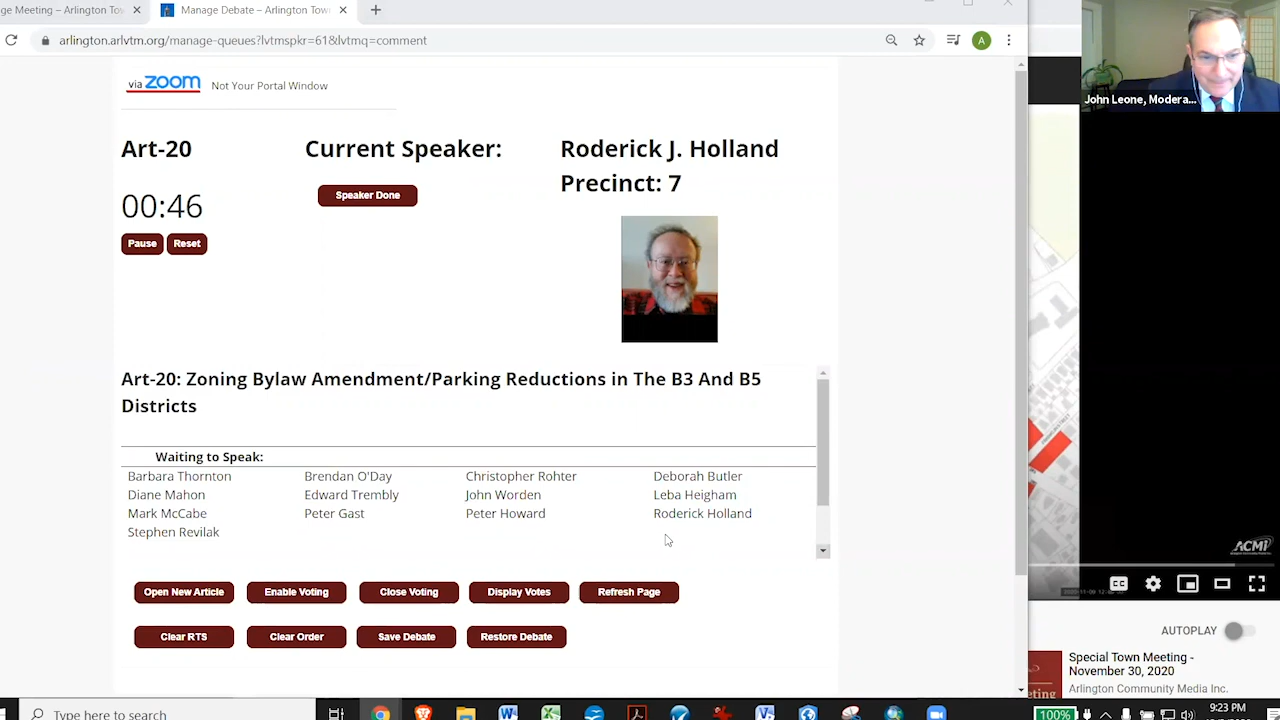 ge Meeting – Arlington To
Manage Debate – Arlington Tow
arlington.arlvtm.org/manage-queues?lvtmspkr=61&lvtmq=comment
A
via zoom
Not Your Portal Window
Art-20
Current Speaker:
Roderick J. Holland
Precinct: 7
00:46
Speaker Done
Pause
Reset
Art-20: Zoning Bylaw Amendment/Parking Reductions in The B3 And B5
Districts
Waiting to Speak:
Barbara Thornton Brendan O'Day Christopher Rohter Deborah Butler
Diane Mahon Edward Trembly John Worden Leba Heigham
Mark McCabe Peter Gast Peter Howard Roderick Holland
Stephen Revilak
Open New Article Enable Voting Close Voting Display Votes Refresh Page
Clear RTS Clear Order Save Debate Restore Debate
John Leone, Modera...
ACMi
CC
AUTOPLAY
Special Town Meeting -
November 30, 2020
Arlington Community Media Inc.
eting
Type here to search
100%
9:23 PM